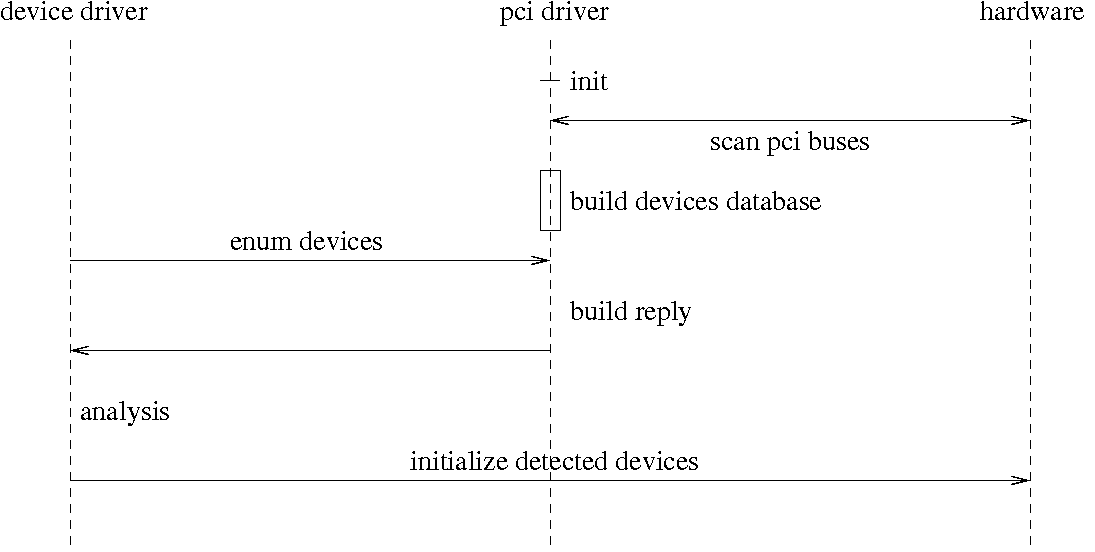 device driver
pci driver
hardware
init
scan pci buses
build devices database
enum devices
build reply
analysis
initialize detected devices